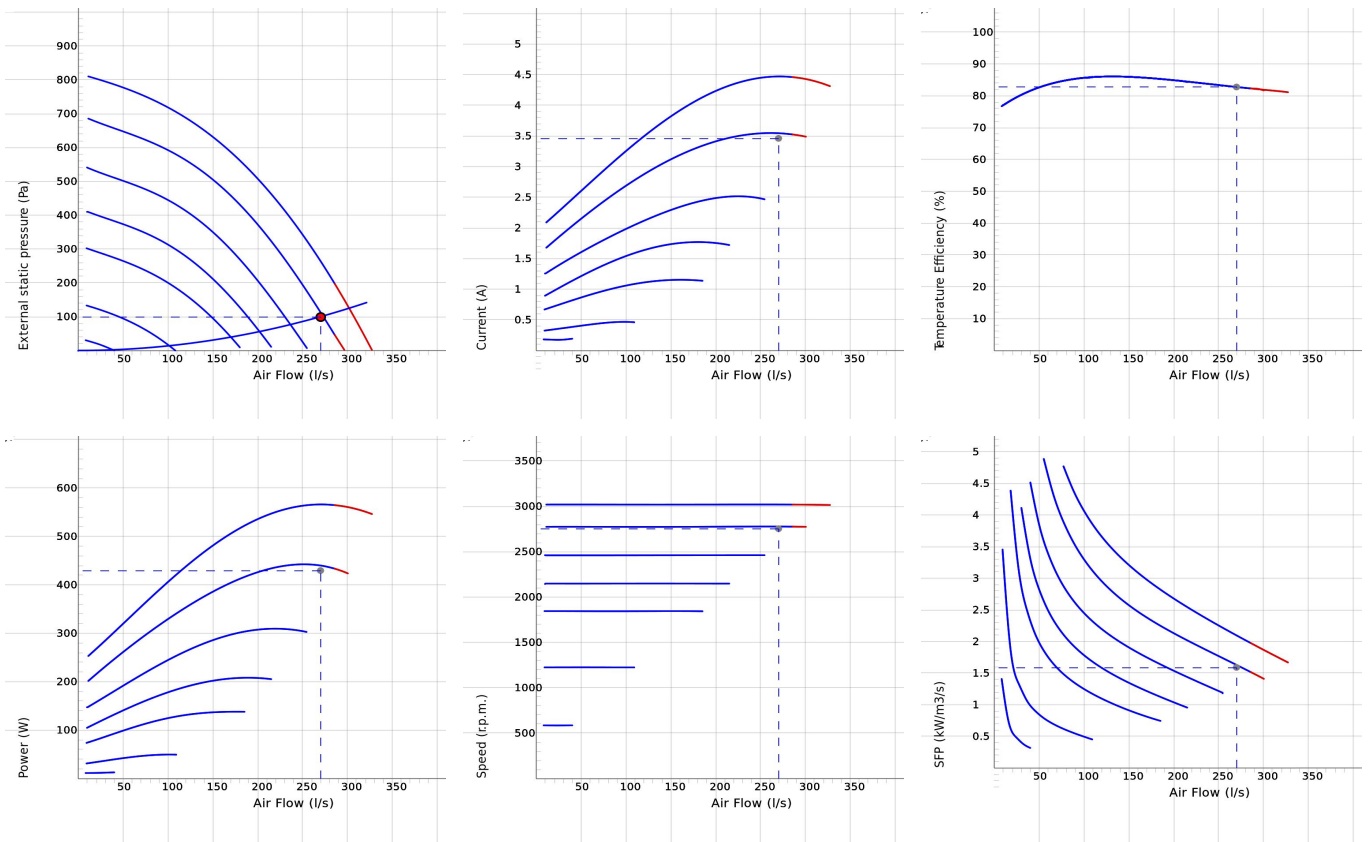 External static pressure (Pa)
900
800
700
600
500
400
300
200
100
50 100 150 200 250 300 350
Air Flow (l/s)
Current (A)
5
4.5
4
3.5
3
2.5
2
1.5
1
0.5
50 100 150 200 250 300 350
Air Flow (l/s)
Temperature Efficiency (%)
100
90
80
70
60
50
40
30
20
10
50 100 150 200 250 300 350
Air Flow (l/s)
Power (W)
600
500
400
300
200
100
50 100 150 200 250 300 350
Air Flow (l/s)
Speed (r.p.m.)
3500
3000
2500
2000
1500
1000
500
50 100 150 200 250 300 350
Air Flow (l/s)
SFP (kW/m3/s)
5
4.5
4
3.5
3
2.5
2
1.5
1
0.5
50 100 150 200 250 300 350
Air Flow (l/s)